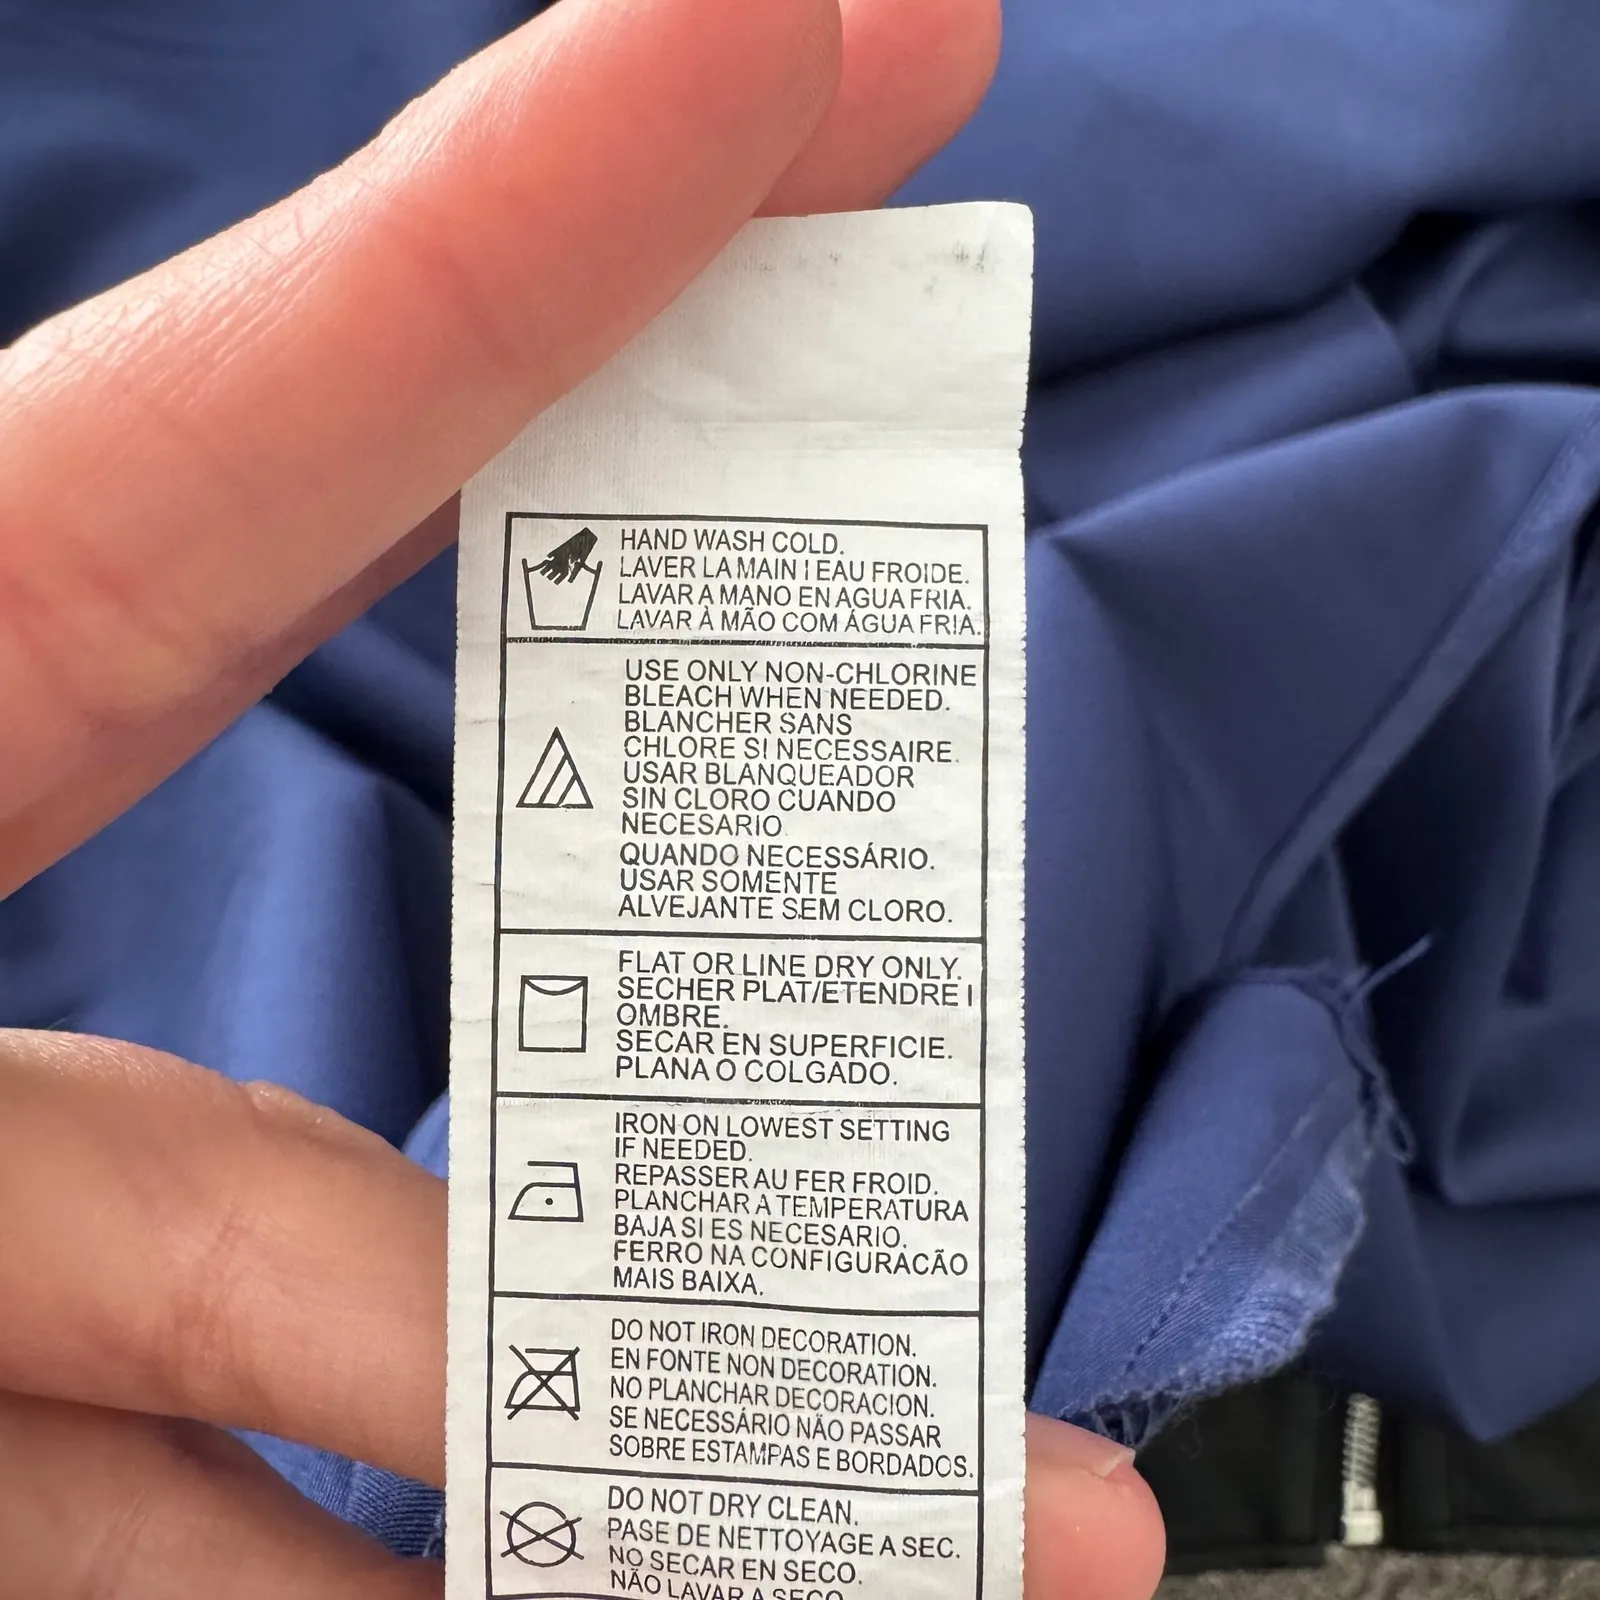 HAND WASH COLD.
LAVER LA MAIN I EAU FROIDE.
LAVAR A MANO EN AGUA FRIA.
LAVAR À MÃO COM ÁGUA FRIA.
USE ONLY NON-CHLORINE
BLEACH WHEN NEEDED.
BLANCHER SANS
CHLORE SI NECESSAIRE.
USAR BLANQUEADOR
SIN CLORO CUANDO
NECESARIO.
QUANDO NECESSÁRIO.
USAR SOMENTE
ALVEJANTE SEM CLORO.
FLAT OR LINE DRY ONLY.
SECHER PLAT/ETENDRE I
OMBRE.
SECAR EN SUPERFICIE.
PLANA O COLGADO.
IRON ON LOWEST SETTING
IF NEEDED.
REPASSER AU FER FROID.
PLANCHAR A TEMPERATURA
BAJA SI ES NECESARIO.
FERRO NA CONFIGURACÃO
MAIS BAIXA.
DO NOT IRON DECORATION.
EN FONTE NON DECORATION.
NO PLANCHAR DECORACION.
SE NECESSÁRIO NÃO PASSAR
SOBRE ESTAMPAS E BORDADOS.
DO NOT DRY CLEAN.
PASE DE NETTOYAGE A SEC.
NO SECAR EN SECO.
NÃO LAVAR A SECO